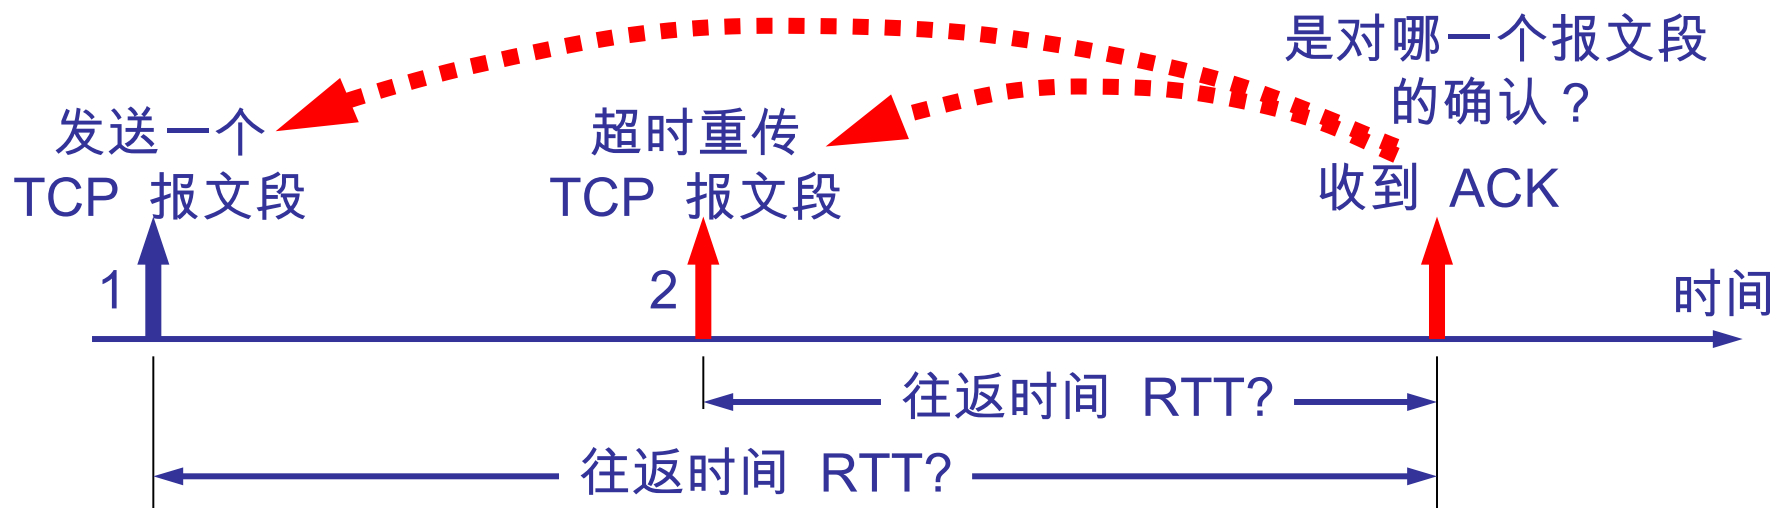 是对哪一个报文段
的确认?
发送一个
TCP 报文段
超时重传
TCP 报文段
收到 ACK
1
2
时间
往返时间 RTT?
往返时间 RTT?